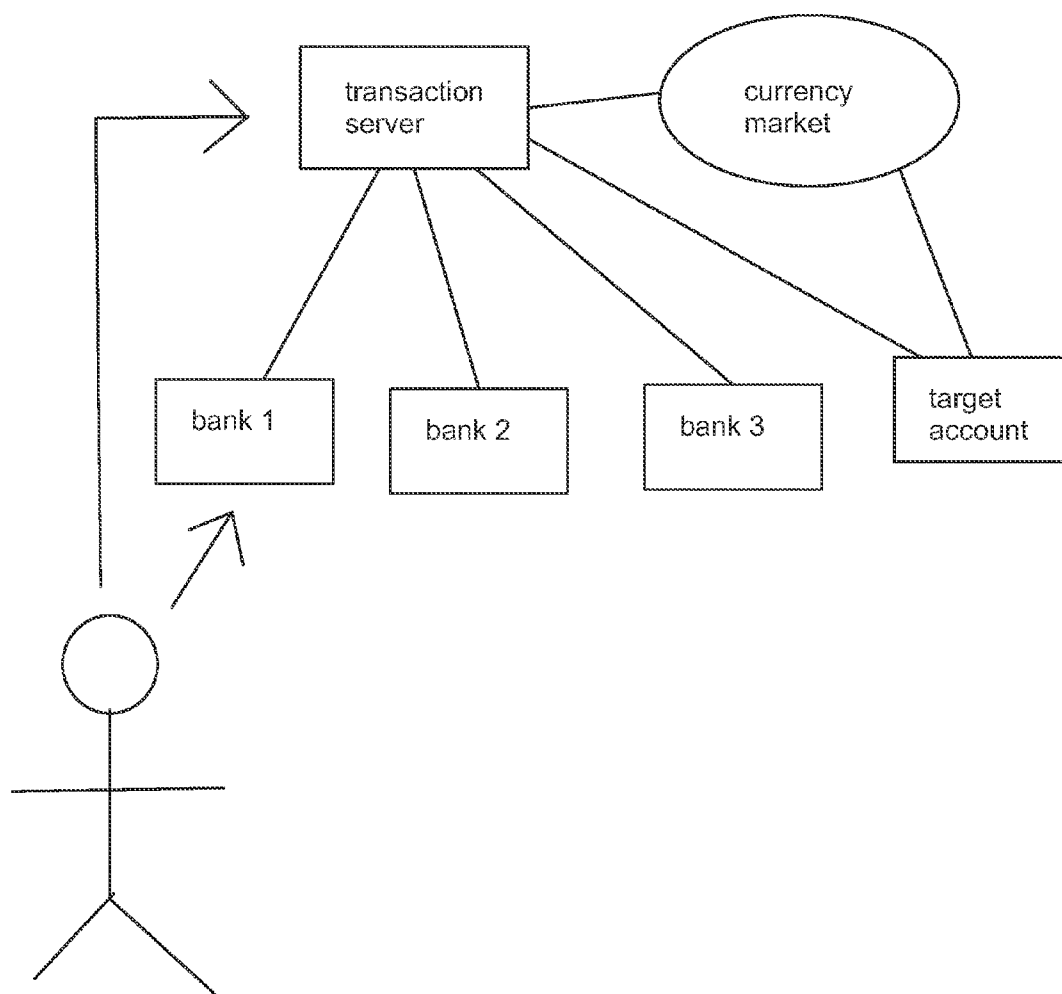 transaction
server
currency
market
bank 1
bank 2
bank 3
target
account